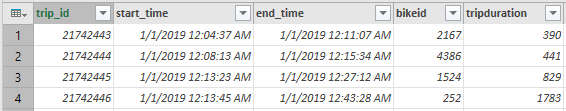 trip_id start_time end_time bikeid tripduration
1 21742443 1/1/2019 12:04:37 AM 1/1/2019 12:11:07 AM 2167 390
2 21742444 1/1/2019 12:08:13 AM 1/1/2019 12:15:34 AM 4386 441
3 21742445 1/1/2019 12:13:23 AM 1/1/2019 12:27:12 AM 1524 829
4 21742446 1/1/2019 12:13:45 AM 1/1/2019 12:43:28 AM 252 1783